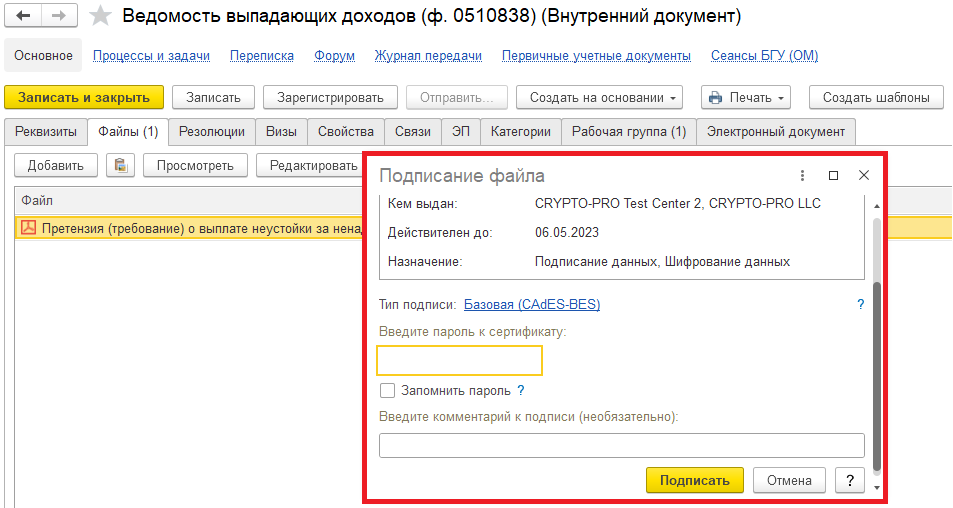 Ведомость выпадающих доходов (ф. 0510838) (Внутренний документ)
Основное Процессы и задачи Переписка Форум Журнал передачи Первичные учетные документы Сеансы БГУ (ОМ)
Записать и закрыть Записать Зарегистрировать Отправить... Создать на основании Печать Создать шаблоны
Реквизиты Файлы (1) Резолюции Визы Свойства Связи ЭП Категории Рабочая группа (1) Электронный документ
Добавить Просмотреть Редактировать
Файл
Претензия (требование) о выплате неустойки за нена
Подписание файла
Кем выдан: CRYPTO-PRO Test Center 2, CRYPTO-PRO LLC
Действителен до: 06.05.2023
Назначение: Подписание данных, Шифрование данных
Тип подписи: Базовая (CAdES-BES) ?
Введите пароль к сертификату:
Запомнить пароль ?
Введите комментарий к подписи (необязательно):
Подписать Отмена ?